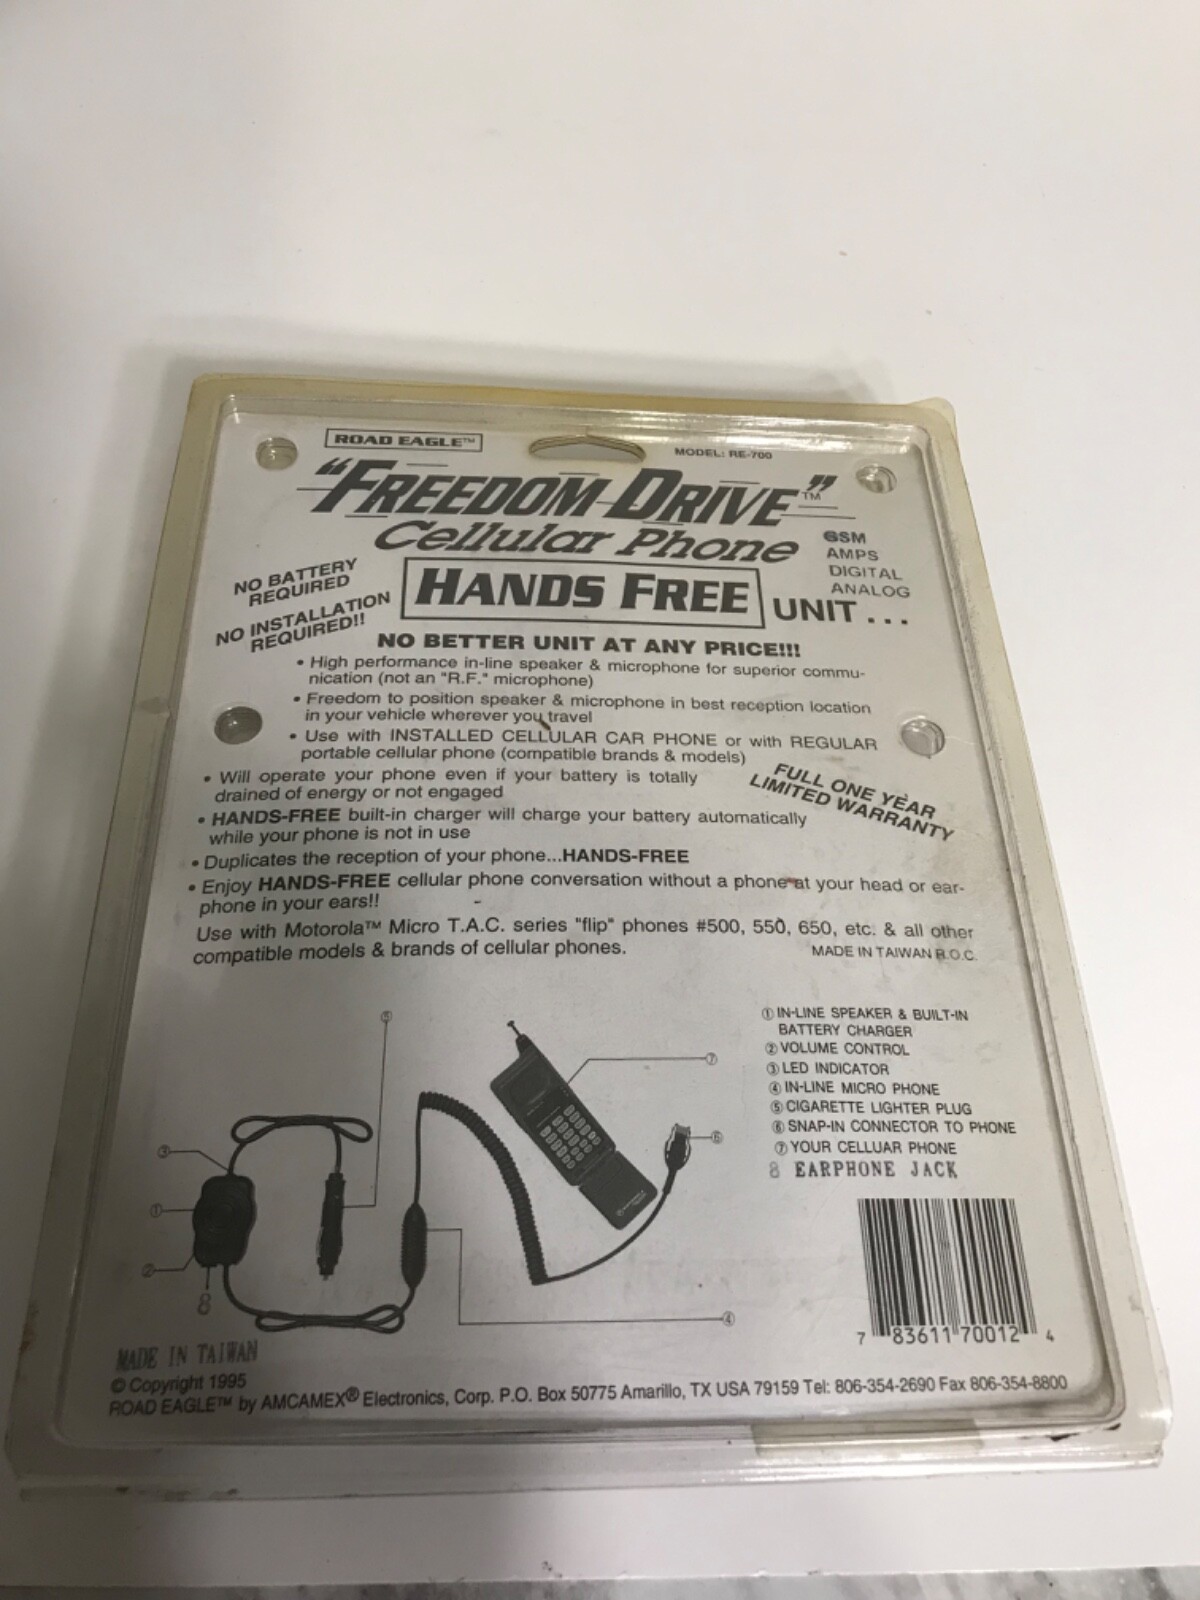 ROAD EAGLE™
MODEL: RE-700
"FREEDOM DRIVE"™
Cellular Phone
GSM
AMPS
DIGITAL
ANALOG
NO BATTERY
REQUIRED
NO INSTALLATION
REQUIRED!!
HANDS FREE
UNIT ...
NO BETTER UNIT AT ANY PRICE!!!
• High performance in-line speaker & microphone for superior commu-
nication (not an "R.F." microphone)
• Freedom to position speaker & microphone in best reception location
in your vehicle wherever you travel
• Use with INSTALLED CELLULAR CAR PHONE or with REGULAR
portable cellular phone (compatible brands & models)
• Will operate your phone even if your battery is totally
drained of energy or not engaged
FULL ONE YEAR
LIMITED WARRANTY
• HANDS-FREE built-in charger will charge your battery automatically
while your phone is not in use
• Duplicates the reception of your phone...HANDS-FREE
• Enjoy HANDS-FREE cellular phone conversation without a phone at your head or ear-
phone in your ears!!
Use with Motorola™ Micro T.A.C. series "flip" phones #500, 550, 650, etc. & all other
compatible models & brands of cellular phones.
MADE IN TAIWAN R.O.C.
① IN-LINE SPEAKER & BUILT-IN
BATTERY CHARGER
② VOLUME CONTROL
③ LED INDICATOR
④ IN-LINE MICRO PHONE
⑤ CIGARETTE LIGHTER PLUG
⑥ SNAP-IN CONNECTOR TO PHONE
⑦ YOUR CELLUAR PHONE
8 EARPHONE JACK
⑤
⑦
⑥
③
①
②
8
④
7 83611 70012 4
MADE IN TAIWAN
© Copyright 1995
ROAD EAGLE™ by AMCAMEX® Electronics, Corp. P.O. Box 50775 Amarillo, TX USA 79159 Tel: 806-354-2690 Fax 806-354-8800